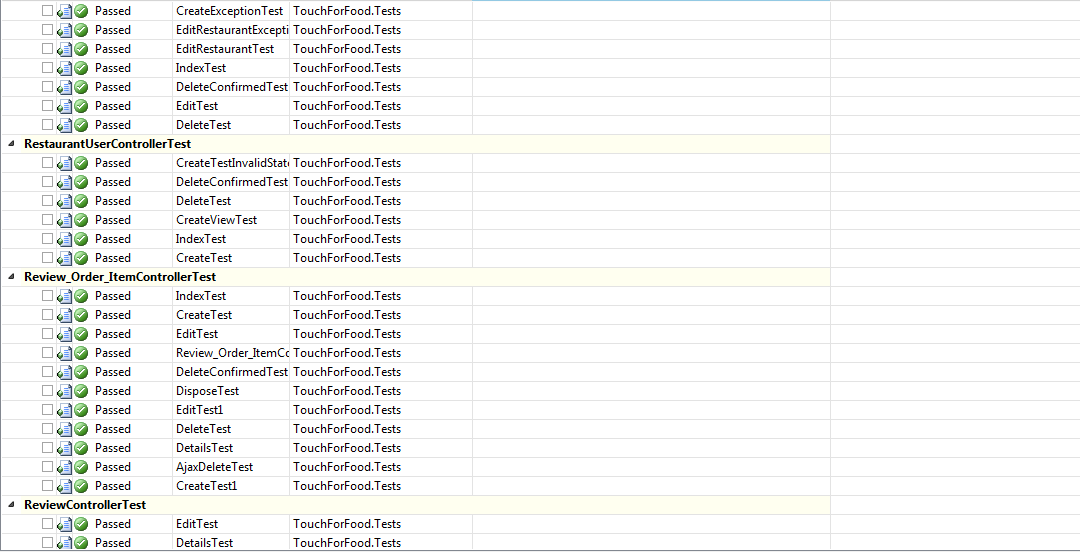 Passed CreateExceptionTest TouchForFood.Tests
Passed EditRestaurantExcepti TouchForFood.Tests
Passed EditRestaurantTest TouchForFood.Tests
Passed IndexTest TouchForFood.Tests
Passed DeleteConfirmedTest TouchForFood.Tests
Passed EditTest TouchForFood.Tests
Passed DeleteTest TouchForFood.Tests
RestaurantUserControllerTest
Passed CreateTestInvalidState TouchForFood.Tests
Passed DeleteConfirmedTest TouchForFood.Tests
Passed DeleteTest TouchForFood.Tests
Passed CreateViewTest TouchForFood.Tests
Passed IndexTest TouchForFood.Tests
Passed CreateTest TouchForFood.Tests
Review_Order_ItemControllerTest
Passed IndexTest TouchForFood.Tests
Passed CreateTest TouchForFood.Tests
Passed EditTest TouchForFood.Tests
Passed Review_Order_ItemCo TouchForFood.Tests
Passed DeleteConfirmedTest TouchForFood.Tests
Passed DisposeTest TouchForFood.Tests
Passed EditTest1 TouchForFood.Tests
Passed DeleteTest TouchForFood.Tests
Passed DetailsTest TouchForFood.Tests
Passed AjaxDeleteTest TouchForFood.Tests
Passed CreateTest1 TouchForFood.Tests
ReviewControllerTest
Passed EditTest TouchForFood.Tests
Passed DetailsTest TouchForFood.Tests